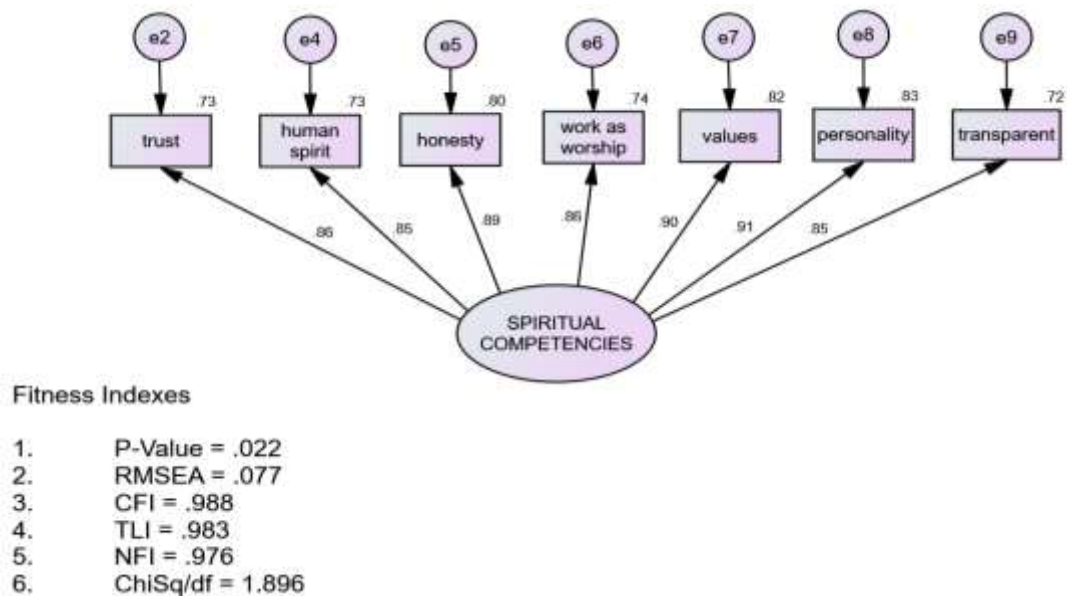 e2
e4
e5
e6
e7
e8
e9
.73
.73
.80
.74
.82
.83
.72
trust
human
spirit
honesty
work as
worship
values
personality
transparent
.86
.85
.89
.86
.90
.91
.85
SPIRITUAL
COMPETENCIES
Fitness Indexes
1. P-Value = .022
2. RMSEA = .077
3. CFI = .988
4. TLI = .983
5. NFI = .976
6. ChiSq/df = 1.896